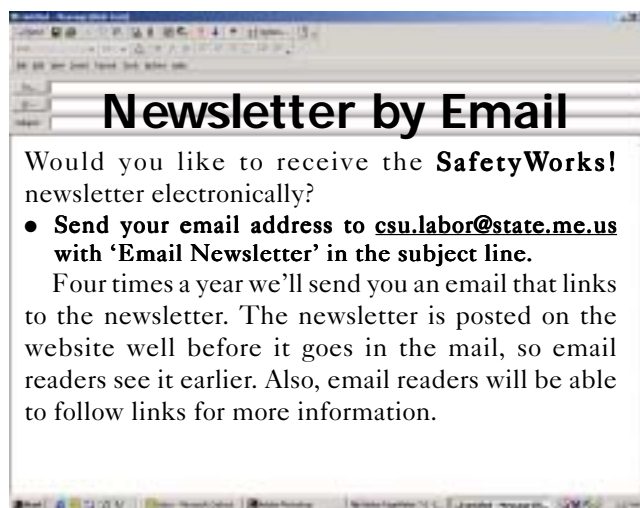 Newsletter by Email
Would you like to receive the SafetyWorks!
newsletter electronically?
● Send your email address to csu.labor@state.me.us
with ‘Email Newsletter’ in the subject line.
Four times a year we’ll send you an email that links
to the newsletter. The newsletter is posted on the
website well before it goes in the mail, so email
readers see it earlier. Also, email readers will be able
to follow links for more information.